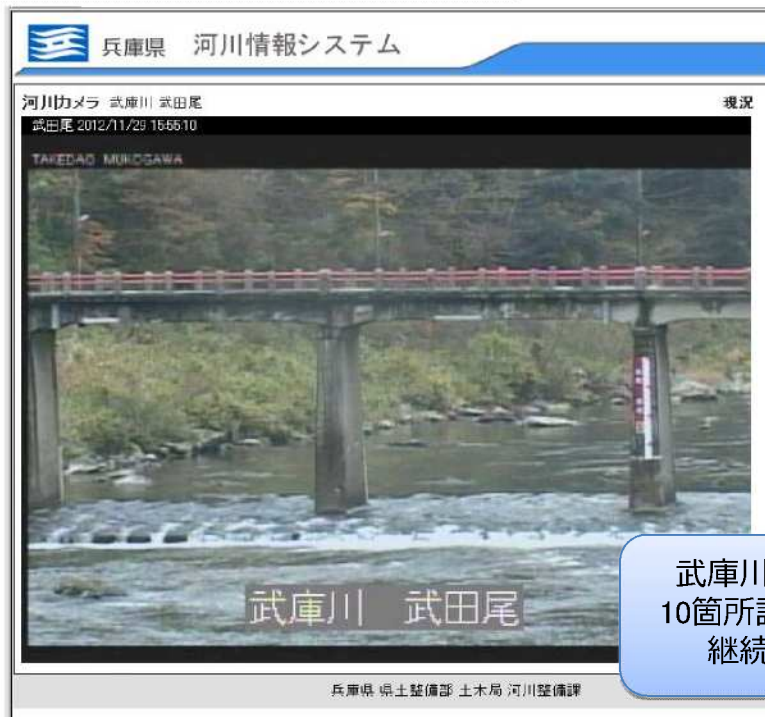 兵庫県 河川情報システム
河川カメラ 武庫川 武田尾 現況
武田尾 2012/11/29 15:55:10
TAKEDAO MUKOGAWA
武庫川 武田尾
武庫川
10箇所
継続
兵庫県 県土整備部 土木局 河川整備課